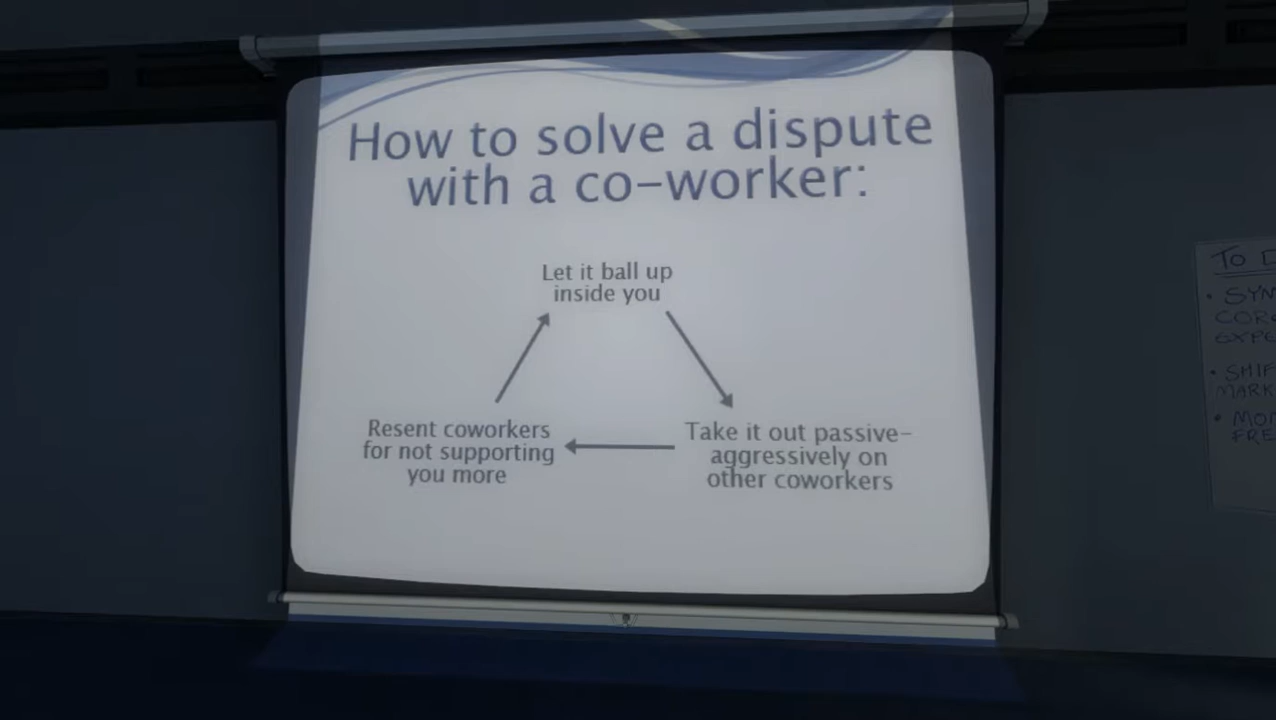 How to solve a dispute
with a co-worker:
Let it ball up
inside you
Resent coworkers
for not supporting
you more
Take it out passive-
aggressively on
other coworkers
TO